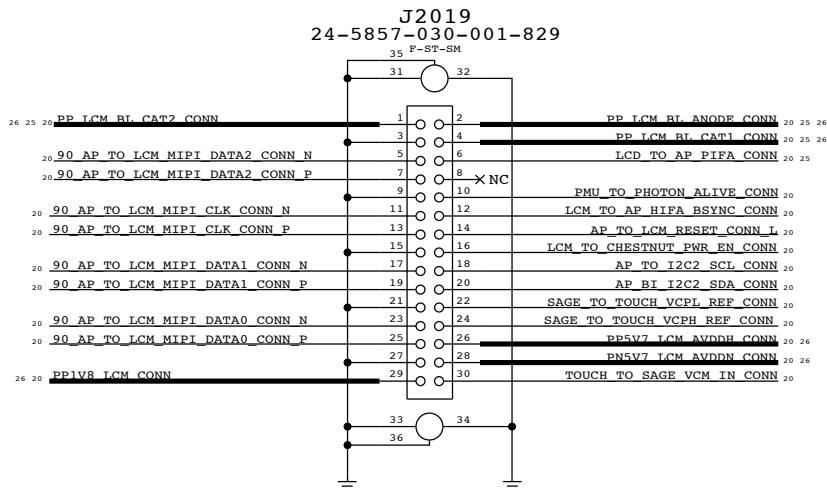 J2019
24-5857-030-001-829
F-ST-SM
35
31 32
26 25 20 PP_LCM_BL_CAT2_CONN 1 2 PP_LCM_BL_ANODE_CONN 20 25 26
3 4 PP_LCM_BL_CAT1_CONN 20 25 26
20 90_AP_TO_LCM_MIPI_DATA2_CONN_N 5 6 LCD_TO_AP_PIFA_CONN 20 25
20 90_AP_TO_LCM_MIPI_DATA2_CONN_P 7 8 NC
9 10 PMU_TO_PHOTON_ALIVE_CONN 20
20 90_AP_TO_LCM_MIPI_CLK_CONN_N 11 12 LCM_TO_AP_HIFA_BSYNC_CONN 20
20 90_AP_TO_LCM_MIPI_CLK_CONN_P 13 14 AP_TO_LCM_RESET_CONN_L 20
15 16 LCM_TO_CHESTNUT_PWR_EN_CONN 20
20 90_AP_TO_LCM_MIPI_DATA1_CONN_N 17 18 AP_TO_I2C2_SCL_CONN 20
20 90_AP_TO_LCM_MIPI_DATA1_CONN_P 19 20 AP_BI_I2C2_SDA_CONN 20
21 22 SAGE_TO_TOUCH_VCPL_REF_CONN 20
20 90_AP_TO_LCM_MIPI_DATA0_CONN_N 23 24 SAGE_TO_TOUCH_VCPH_REF_CONN 20
20 90_AP_TO_LCM_MIPI_DATA0_CONN_P 25 26 PP5V7_LCM_AVDDH_CONN 20 26
27 28 PN5V7_LCM_AVDDN_CONN 20 26
26 20 PP1V8_LCM_CONN 29 30 TOUCH_TO_SAGE_VCM_IN_CONN 20
33 34
36